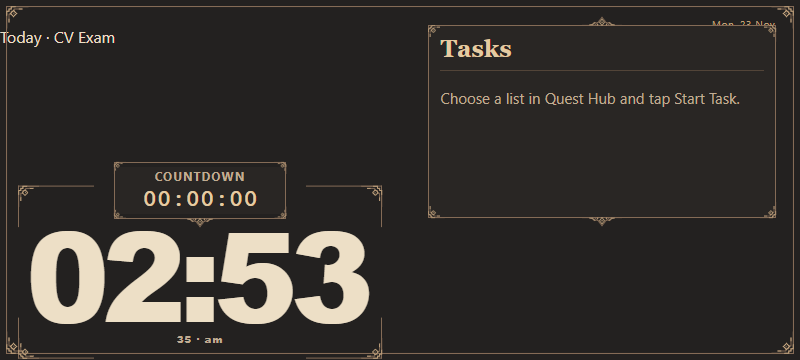 Mon, 23 Nov
Today · CV Exam
Tasks
Choose a list in Quest Hub and tap Start Task.
COUNTDOWN
00:00:00
02:53
35 · am